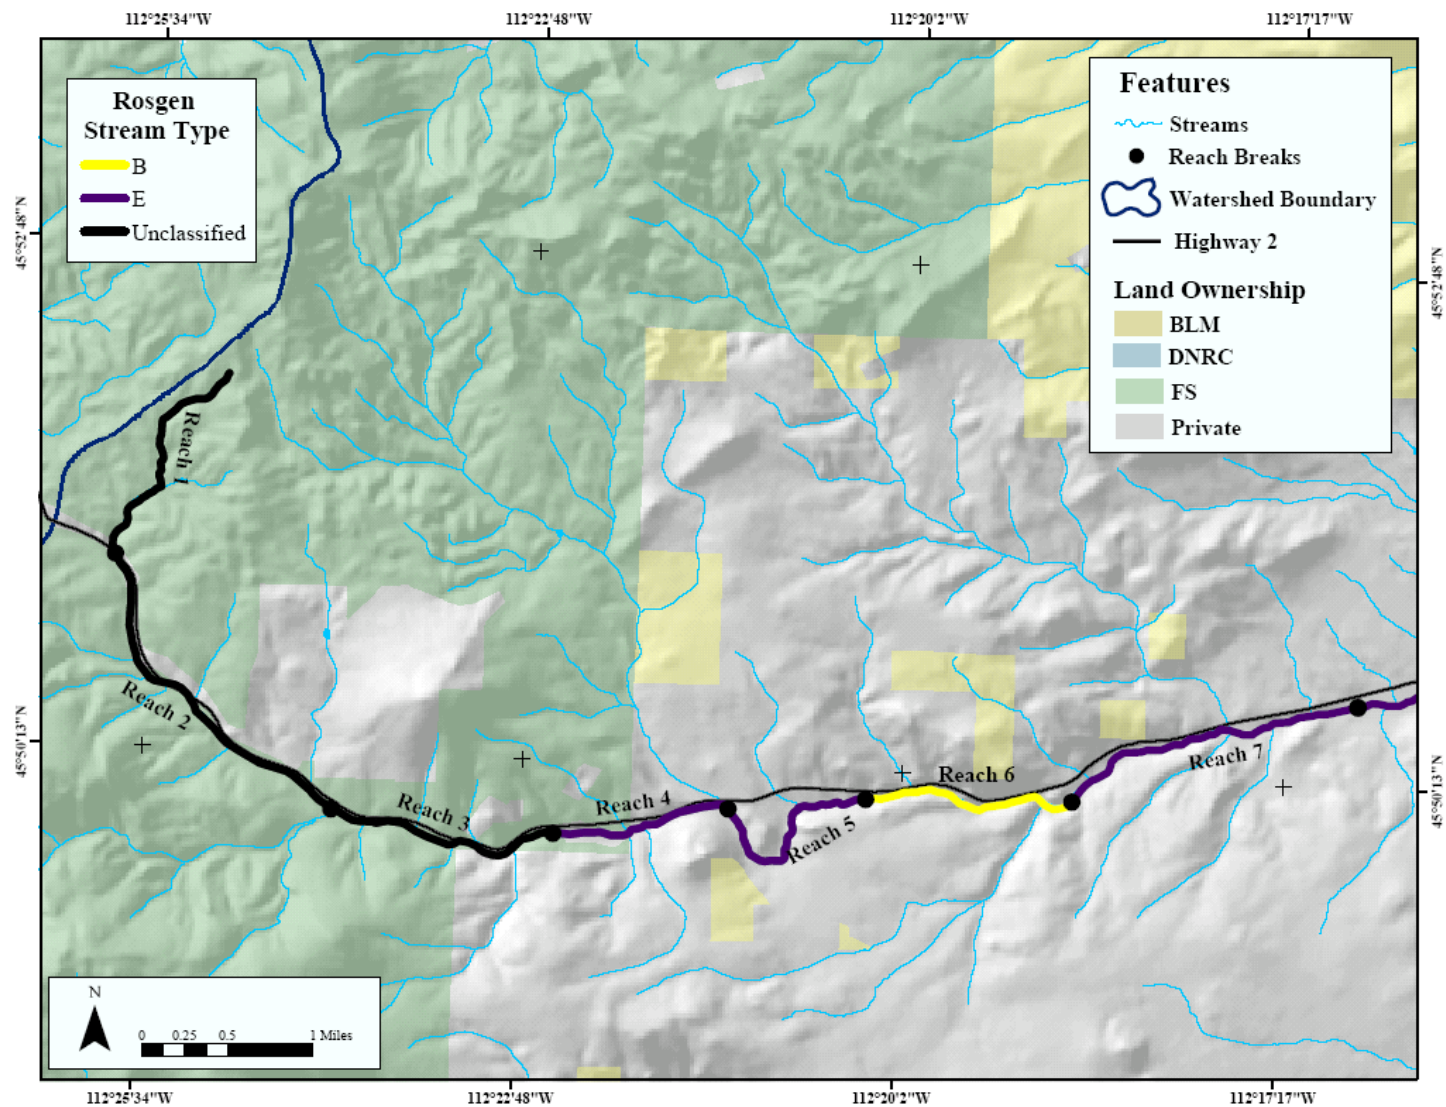 112°25'34"W
112°22'48"W
112°20'2"W
112°17'17"W
Rosgen
Stream Type
B
E
Unclassified
Features
Streams
Reach Breaks
Watershed Boundary
Highway 2
Land Ownership
BLM
DNRC
FS
Private
45°52'48"N
45°52'48"N
Reach 1
Reach 2
Reach 3
Reach 4
Reach 5
Reach 6
Reach 7
45°50'13"N
45°50'13"N
N
0 0.25 0.5 1 Miles
112°25'34"W
112°22'48"W
112°20'2"W
112°17'17"W